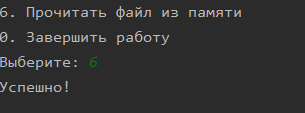 6. Прочитать файл из памяти
0. Завершить работу
Выберите: 6
Успешно!